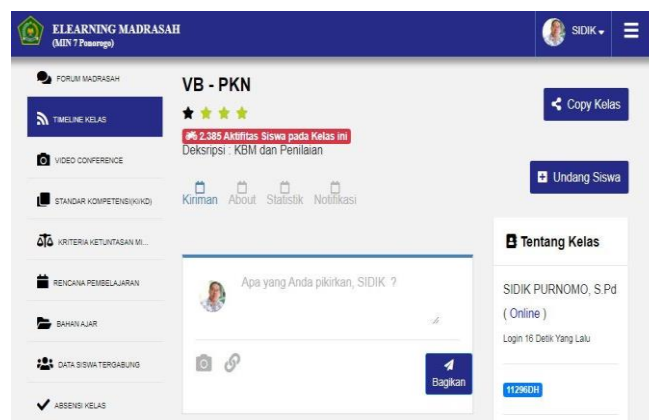 ELEARNING MADRASAH
(MIN 7 Ponorogo)
SIDIK
FORUM MADRASAH
TIMELINE KELAS
VIDEO CONFERENCE
STANDAR KOMPETENSI(KI/KD)
KRITERIA KETUNTASAN MI...
RENCANA PEMBELAJARAN
BAHAN AJAR
DATA SISWA TERGABUNG
ABSENSI KELAS
VB - PKN
2.385 Aktifitas Siswa pada Kelas ini
Deksripsi : KBM dan Penilaian
Kiriman About Statistik Notifikasi
Apa yang Anda pikirkan, SIDIK ?
Bagikan
Copy Kelas
Undang Siswa
Tentang Kelas
SIDIK PURNOMO, S.Pd
( Online )
Login 16 Detik Yang Lalu
11296DH